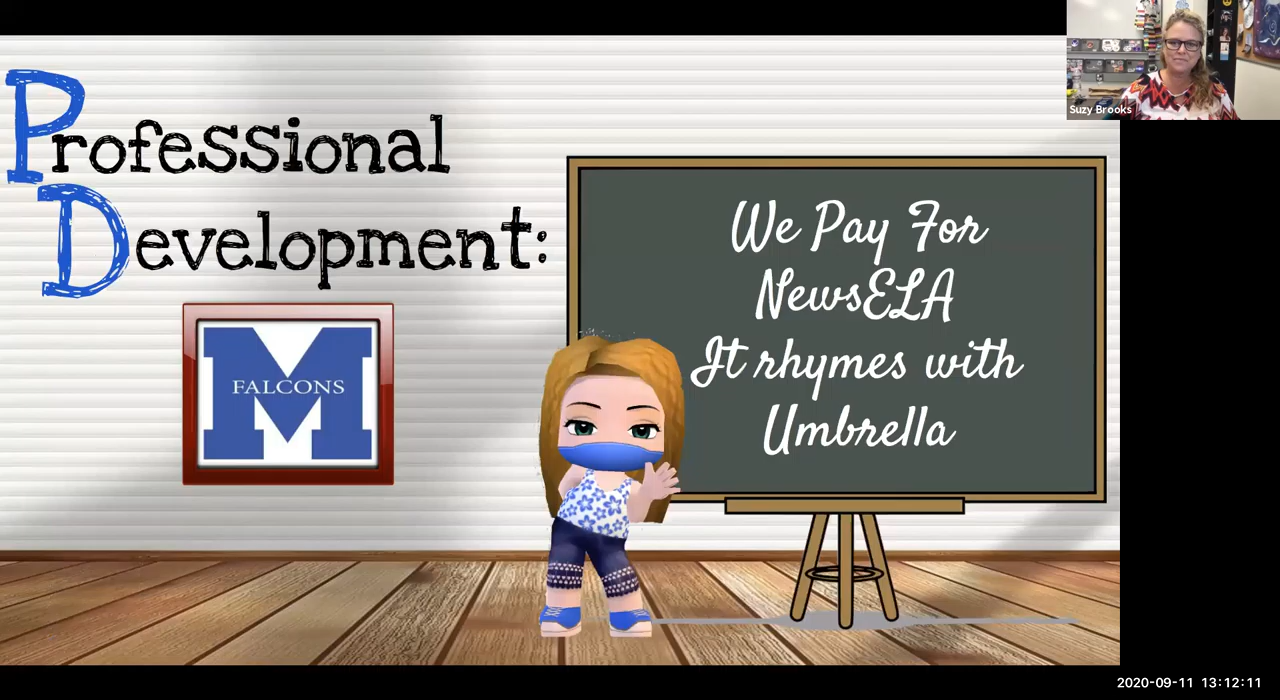 Professional
Development:
FALCONS
We Pay For
NewsELA
It rhymes with
Umbrella
Suzy Brooks
2020-09-11 13:12:11